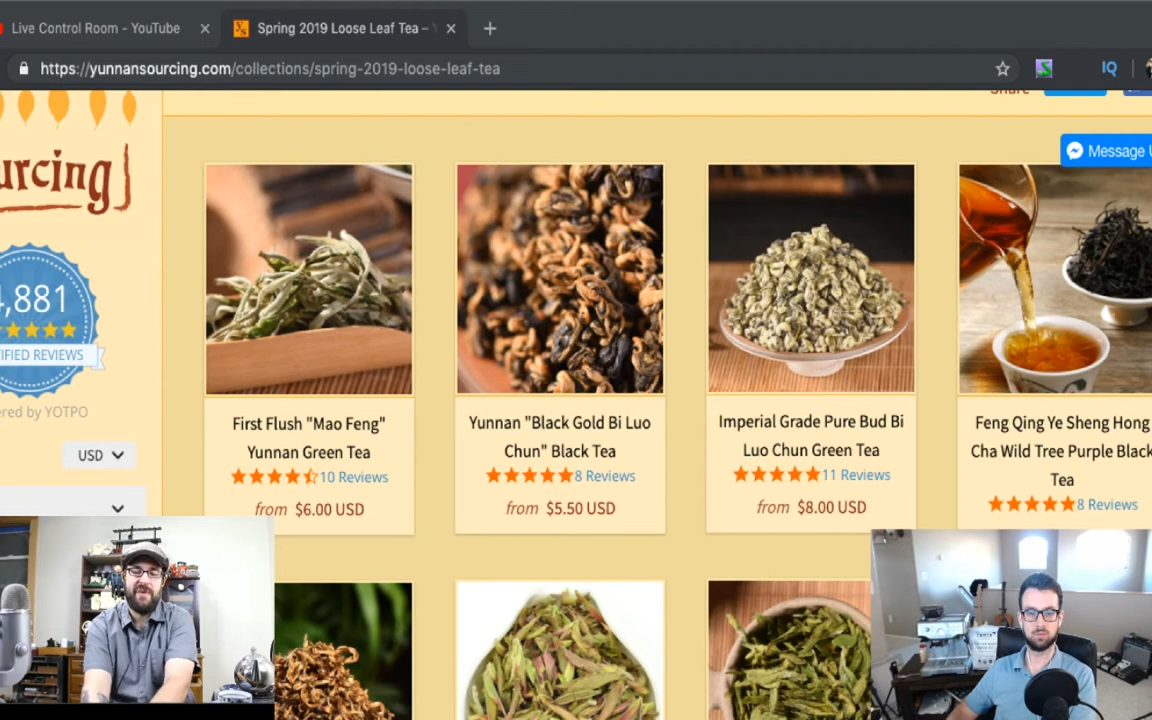 Live Control Room - YouTube
Spring 2019 Loose Leaf Tea –
https://yunnansourcing.com/collections/spring-2019-loose-leaf-tea
IQ
Share
Message
urcing
4,881
TIFIED REVIEWS
ered by YOTPO
USD
First Flush "Mao Feng"
Yunnan Green Tea
10 Reviews
from $6.00 USD
Yunnan "Black Gold Bi Luo
Chun" Black Tea
8 Reviews
from $5.50 USD
Imperial Grade Pure Bud Bi
Luo Chun Green Tea
11 Reviews
from $8.00 USD
Feng Qing Ye Sheng Hong
Cha Wild Tree Purple Black
Tea
8 Reviews